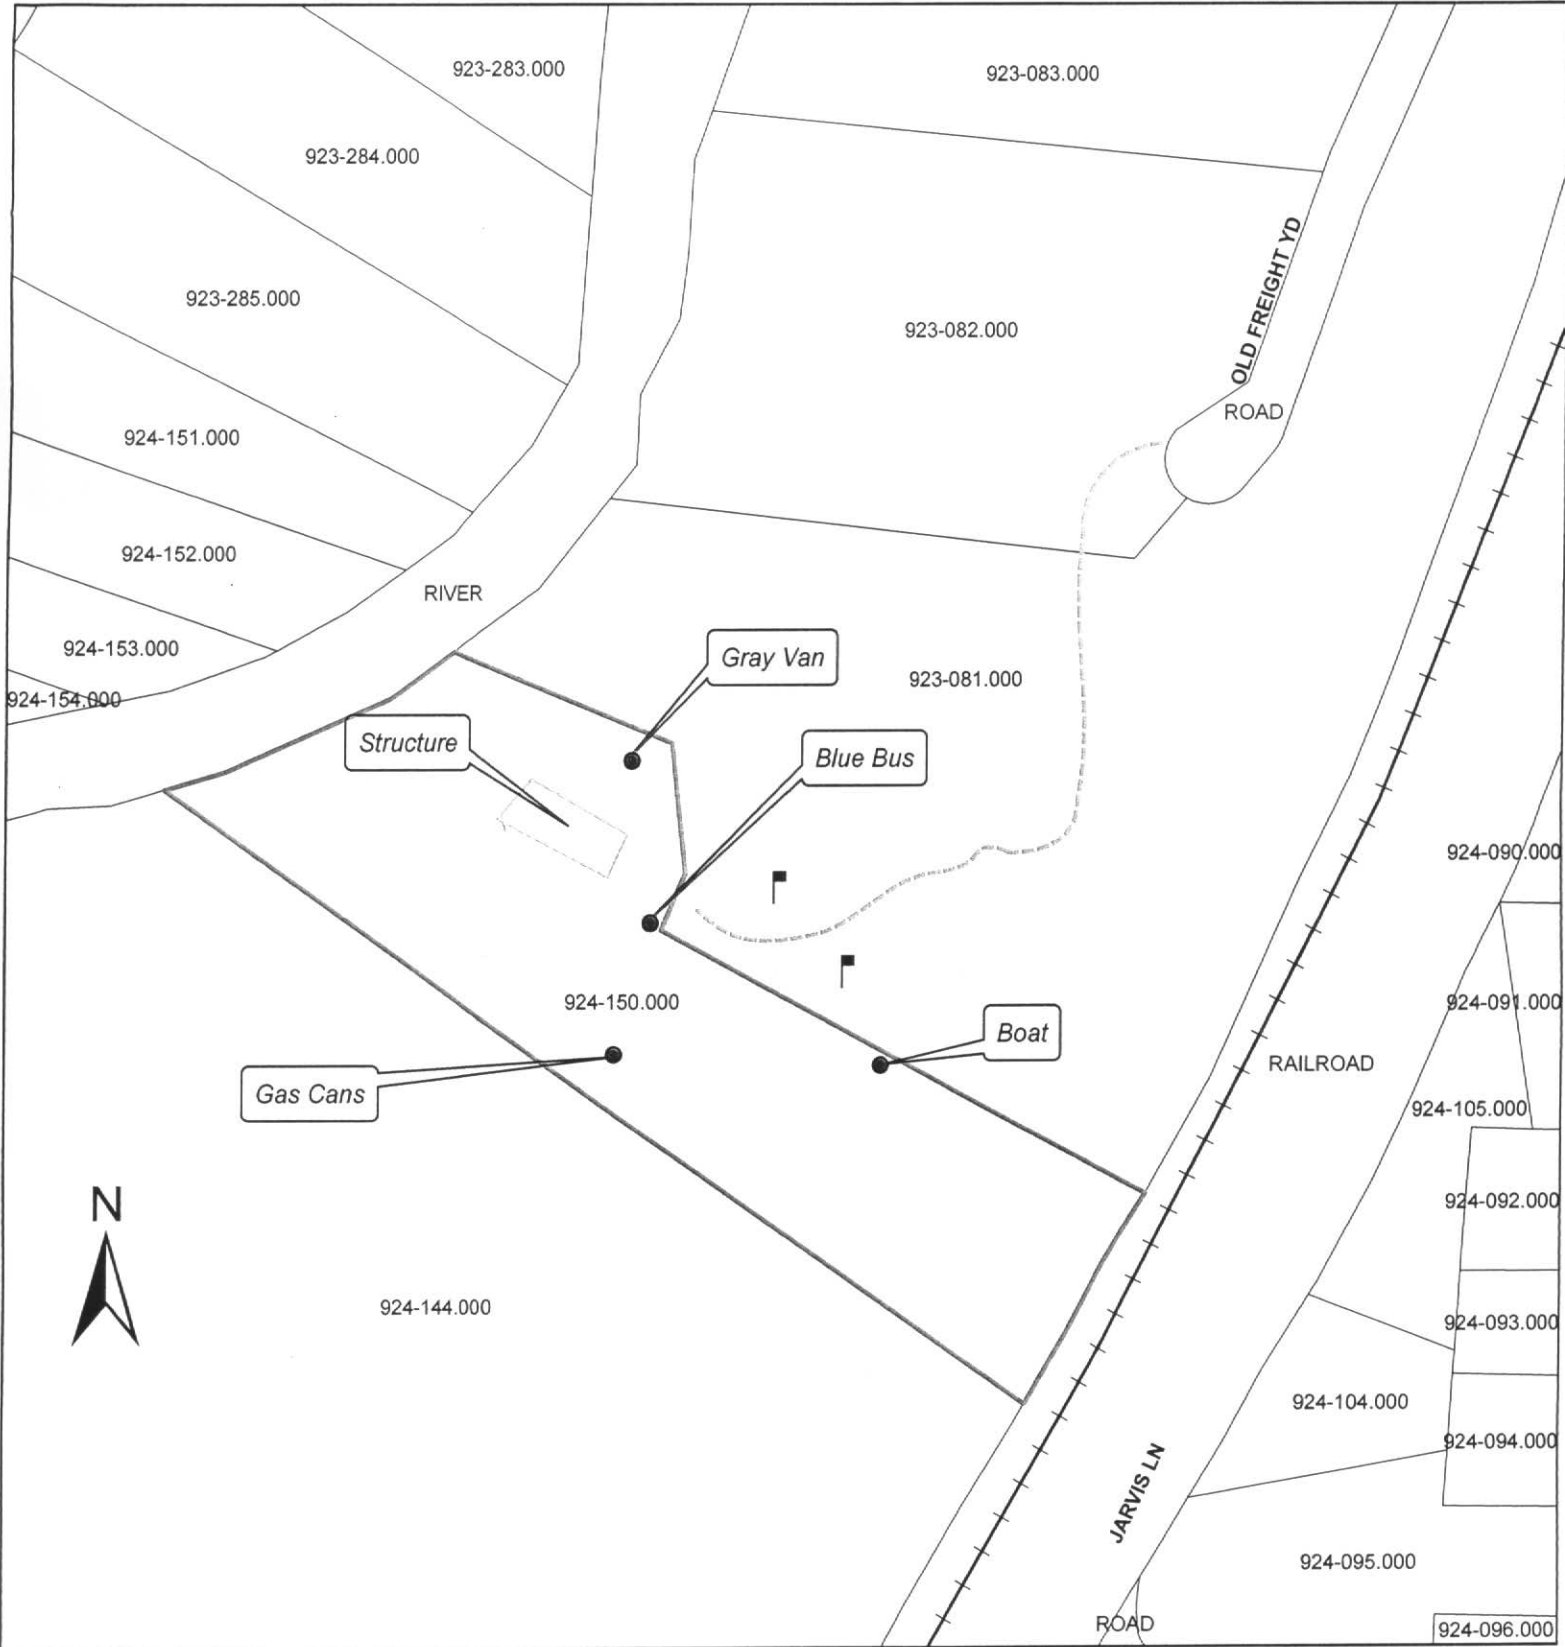 923-283.000
923-083.000
923-284.000
OLD FREIGHT YD
923-285.000
923-082.000
ROAD
924-151.000
924-152.000
RIVER
924-153.000
Gray Van
923-081.000
924-154.000
Structure
Blue Bus
924-090.000
924-150.000
924-091.000
Boat
RAILROAD
Gas Cans
924-105.000
N
924-092.000
924-144.000
924-093.000
924-104.000
924-094.000
JARVIS LN
924-095.000
ROAD
924-096.000